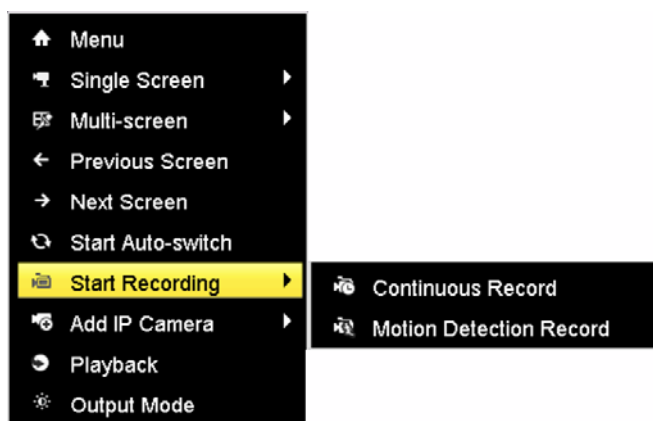 Menu
Single Screen
Multi-screen
Previous Screen
Next Screen
Start Auto-switch
Start Recording
Continuous Record
Add IP Camera
Motion Detection Record
Playback
Output Mode